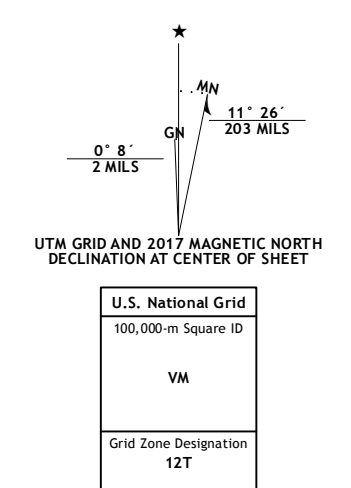 ★
MN
11° 26´
203 MILS
GN
0° 8´
2 MILS
UTM GRID AND 2017 MAGNETIC NORTH
DECLINATION AT CENTER OF SHEET
U.S. National Grid
100,000-m Square ID
VM
Grid Zone Designation
12T